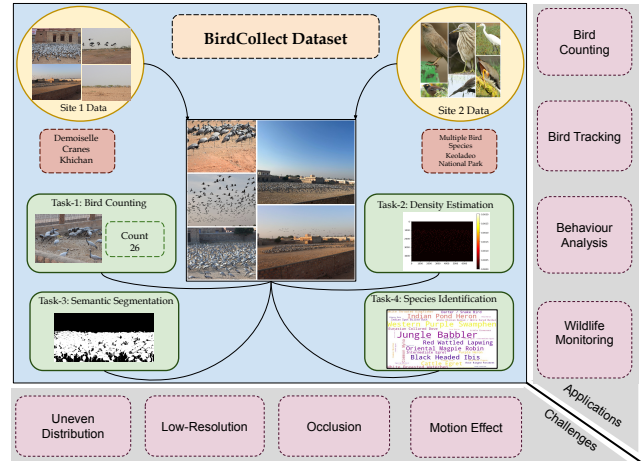 BirdCollect Dataset
Site 1 Data
Site 2 Data
Demoiselle
Cranes
Khichan
Multiple Bird
Species
Keoladeo
National Park
Task-1: Bird Counting
Count
26
Task-2: Density Estimation
Task-3: Semantic Segmentation
Task-4: Species Identification
Indian Pond Heron
Jungle Babbler
Red Wattled Lapwing
Oriental Magpie Robin
Black Headed Ibis
Bird
Counting
Bird Tracking
Behaviour
Analysis
Wildlife
Monitoring
Applications
Challenges
Uneven
Distribution
Low-Resolution
Occlusion
Motion Effect